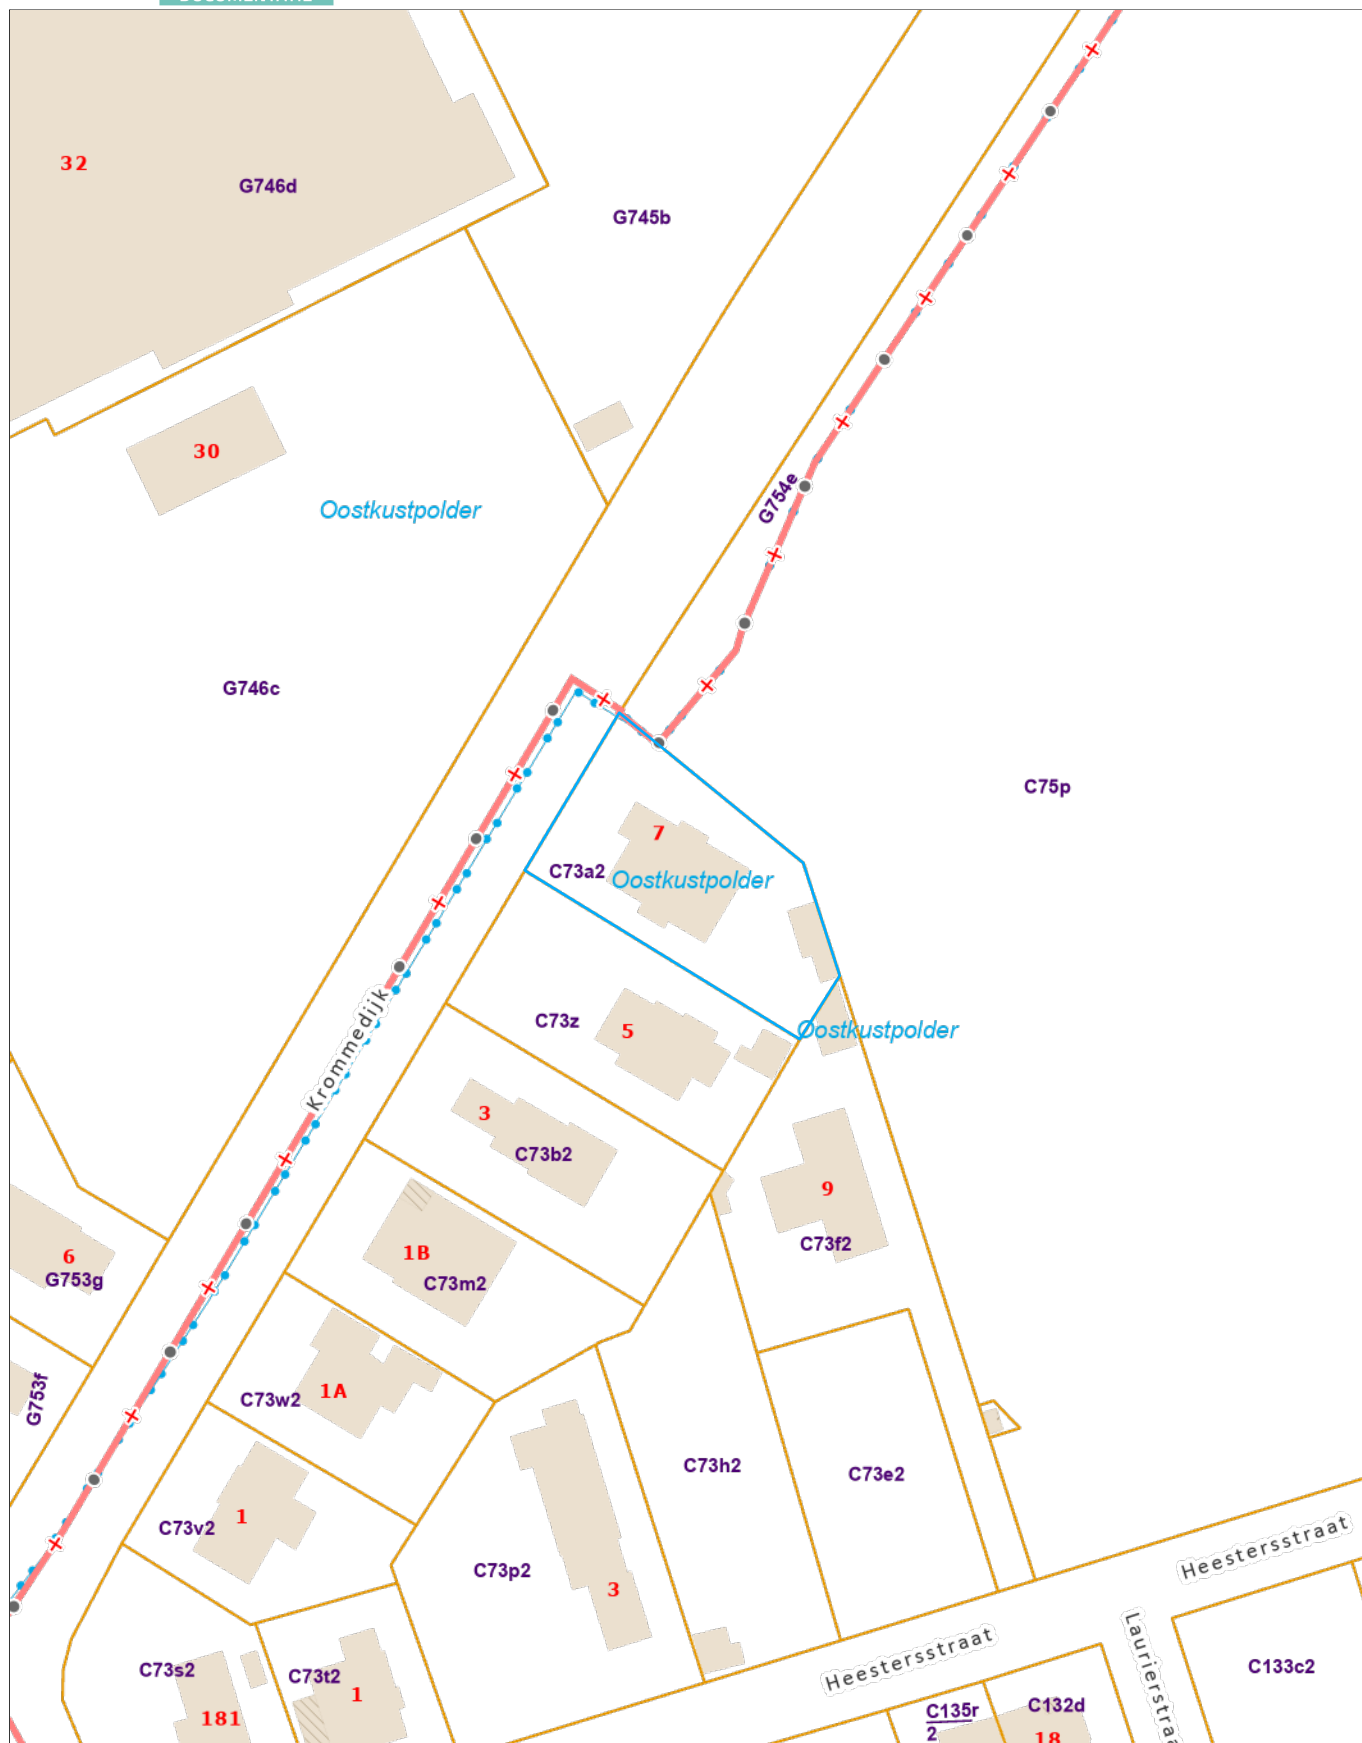 32
G746d
G745b
30
Oostkustpolder
G754e
G746c
C75p
7
C73a2
Oostkustpolder
C73z
5
Oostkustpolder
Krommedijk
3
C73b2
9
C73f2
1B
C73m2
6
G753g
G753f
C73w2
1A
C73h2
C73e2
1
C73v2
C73p2
3
Heestersstraat
Heestersstraat
C73s2
C73t2
1
181
C133c2
C135r
2
C132d
18